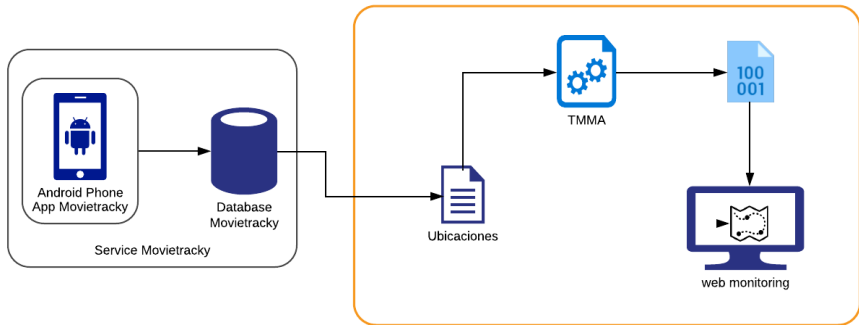 Android Phone
App Movietracky
Database
Movietracky
Service Movietracky
Ubicaciones
TMMA
100
001
web monitoring